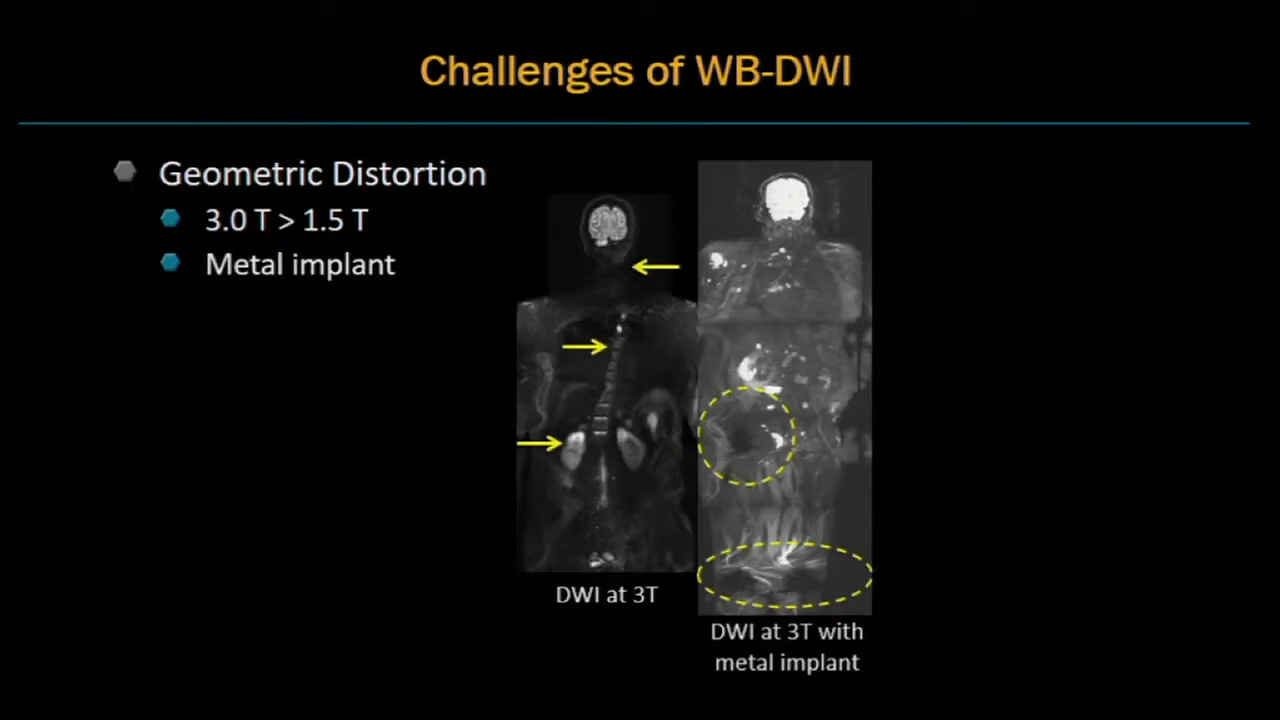 Challenges of WB-DWI
Geometric Distortion
3.0 T > 1.5 T
Metal implant
DWI at 3T
DWI at 3T with
metal implant